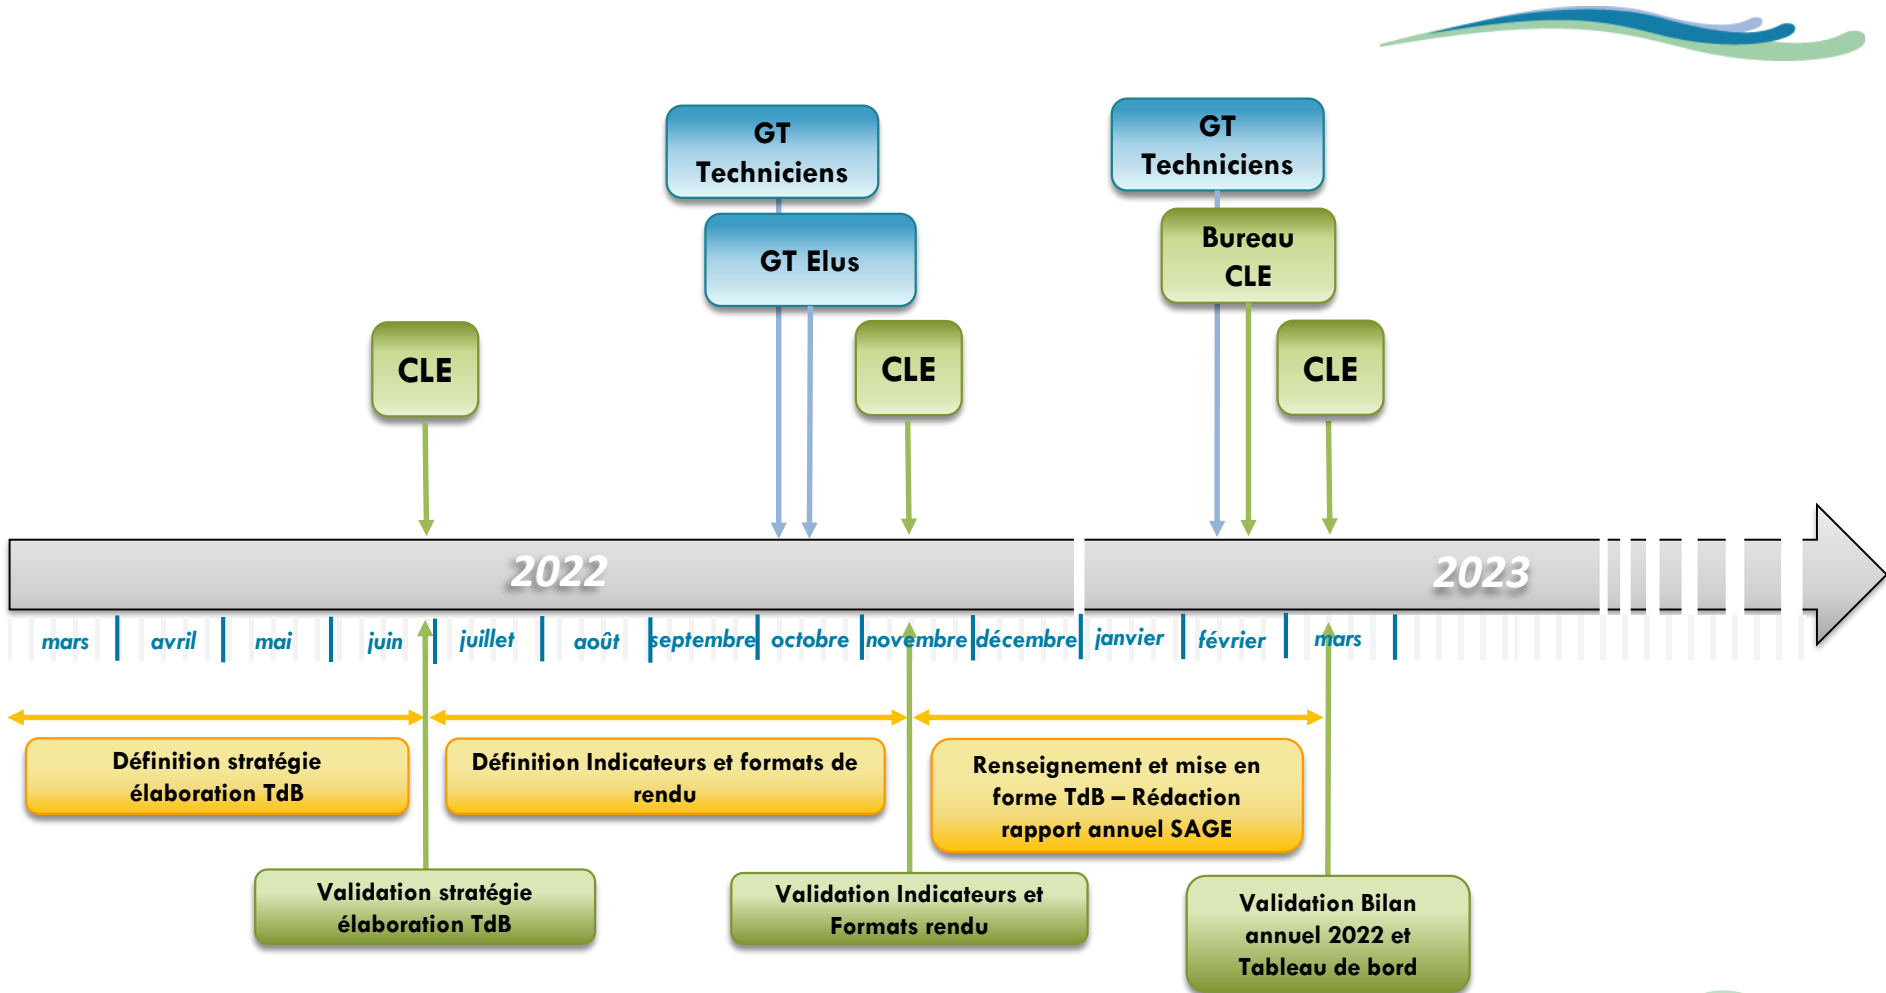 GT
Techniciens
GT Elus
GT
Techniciens
Bureau
CLE
CLE
CLE
CLE
2022
2023
mars
avril
mai
juin
juillet
août
septembre
octobre
novembre
décembre
janvier
février
mars
Définition stratégie
élaboration TdB
Définition Indicateurs et formats de
rendu
Renseignement et mise en
forme TdB – Rédaction
rapport annuel SAGE
Validation stratégie
élaboration TdB
Validation Indicateurs et
Formats rendu
Validation Bilan
annuel 2022 et
Tableau de bord